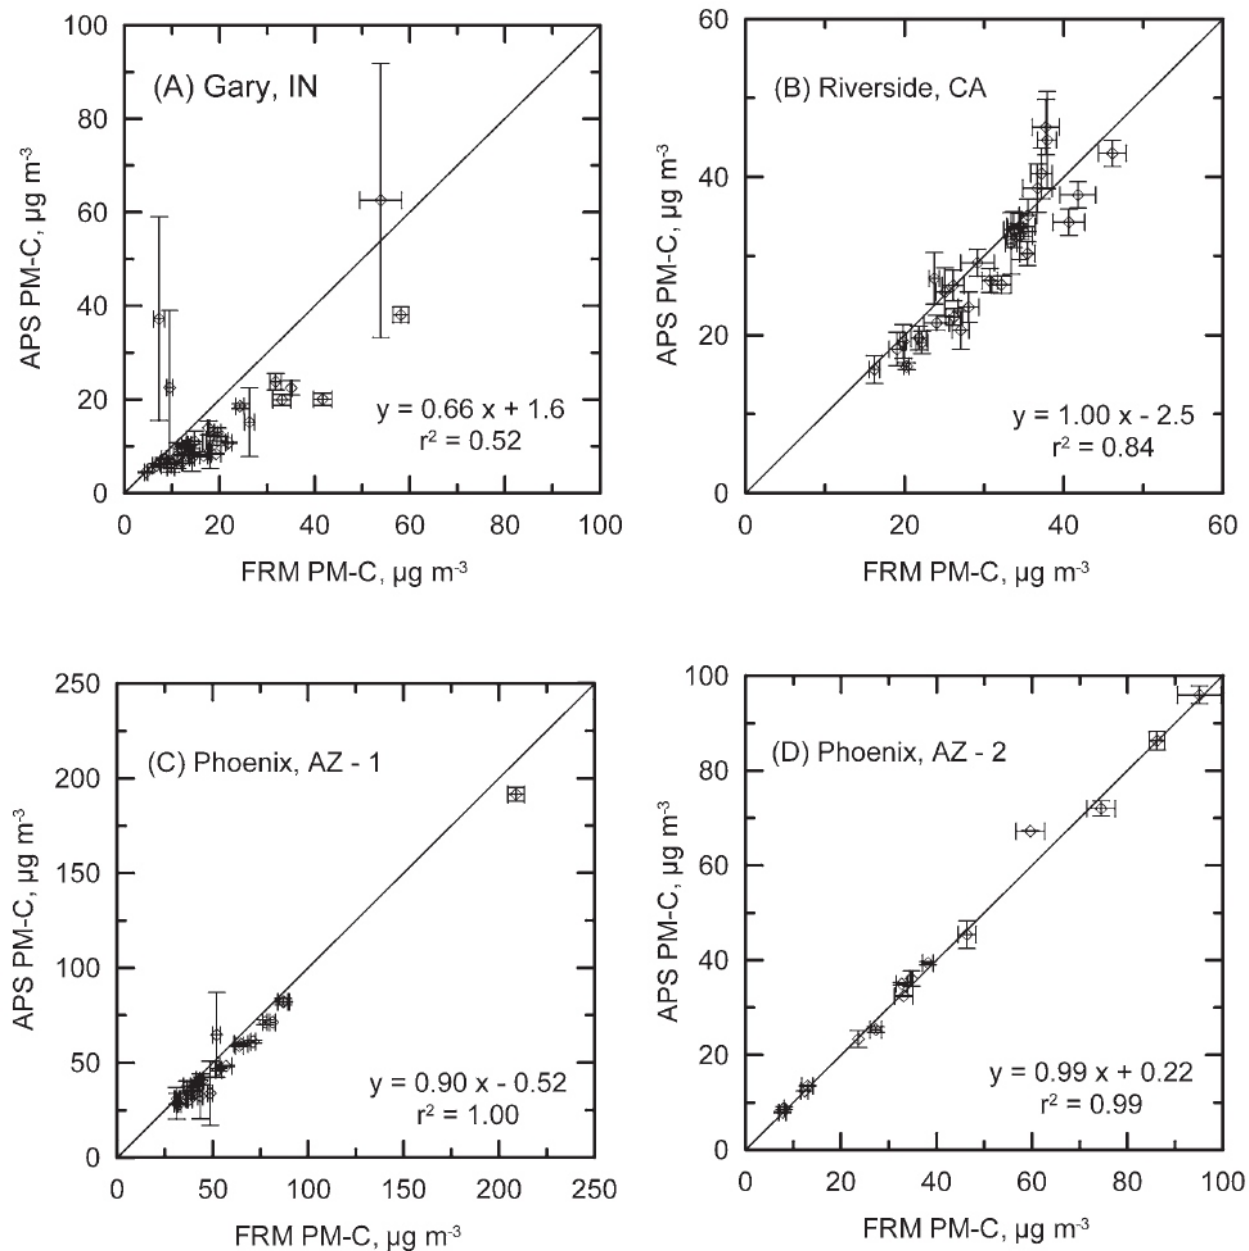 (A) Gary, IN
APS PM-C, µg m-3
100
80
60
40
20
0
y = 0.66 x + 1.6
r2 = 0.52
0 20 40 60 80 100
FRM PM-C, µg m-3
(B) Riverside, CA
APS PM-C, µg m-3
60
40
20
0
y = 1.00 x - 2.5
r2 = 0.84
0 20 40 60
FRM PM-C, µg m-3
(C) Phoenix, AZ - 1
APS PM-C, µg m-3
250
200
150
100
50
0
y = 0.90 x - 0.52
r2 = 1.00
0 50 100 150 200 250
FRM PM-C, µg m-3
(D) Phoenix, AZ - 2
APS PM-C, µg m-3
100
80
60
40
20
0
y = 0.99 x + 0.22
r2 = 0.99
0 20 40 60 80 100
FRM PM-C, µg m-3